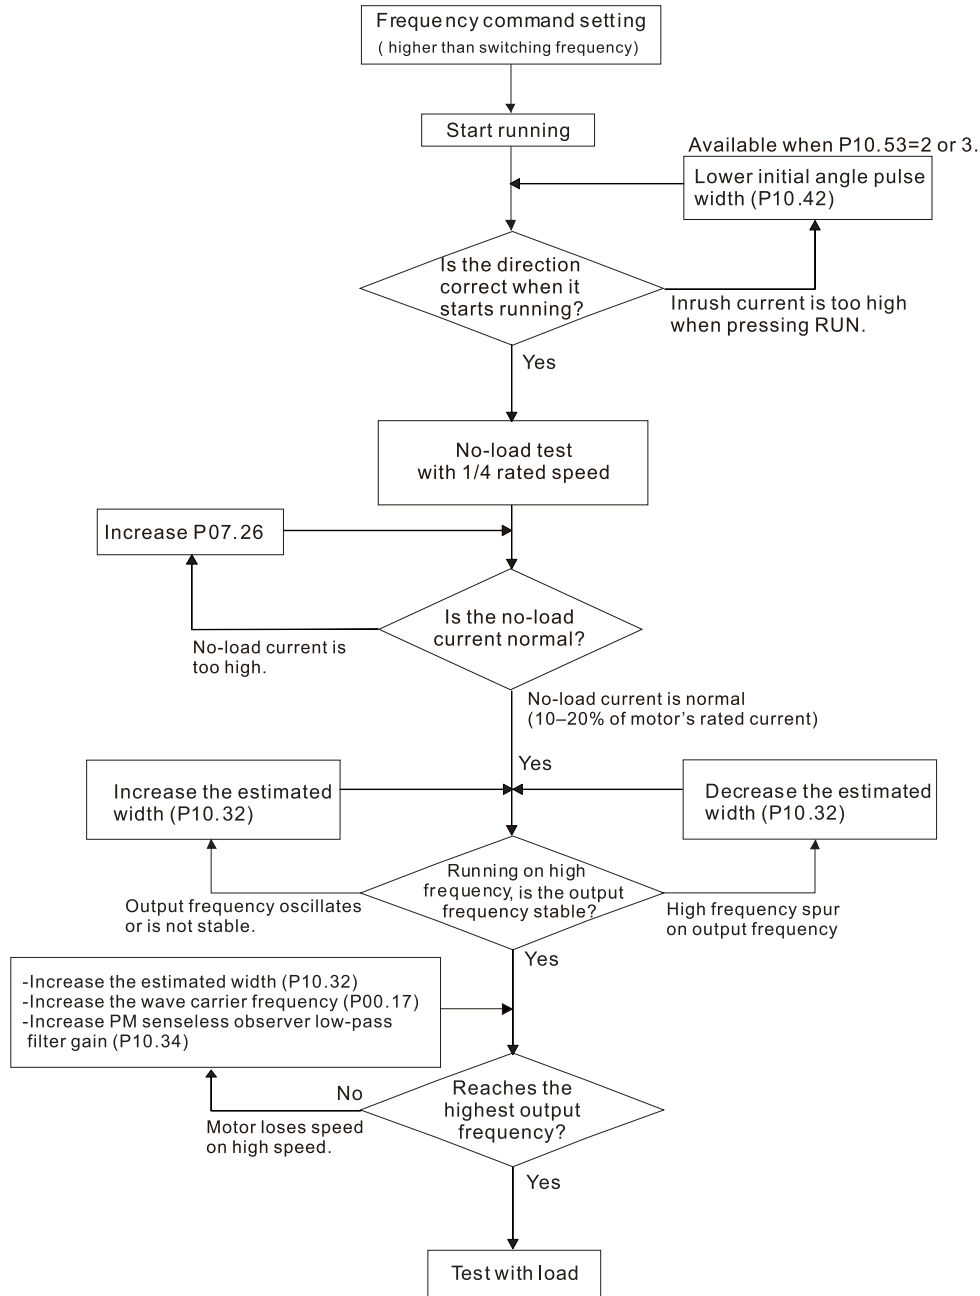 Frequency command setting
( higher than switching frequency)
Start running
Available when P10.53=2 or 3.
Lower initial angle pulse
width (P10.42)
Is the direction
correct when it
starts running?
Inrush current is too high
when pressing RUN.
Yes
No-load test
with 1/4 rated speed
Increase P07.26
Is the no-load
current normal?
No-load current is
too high.
No-load current is normal
(10–20% of motor's rated current)
Yes
Increase the estimated
width (P10.32)
Decrease the estimated
width (P10.32)
Running on high
frequency, is the output
frequency stable?
Output frequency oscillates
or is not stable.
High frequency spur
on output frequency
Yes
-Increase the estimated width (P10.32)
-Increase the wave carrier frequency (P00.17)
-Increase PM senseless observer low-pass
filter gain (P10.34)
No
Reaches the
highest output
frequency?
Motor loses speed
on high speed.
Yes
Test with load